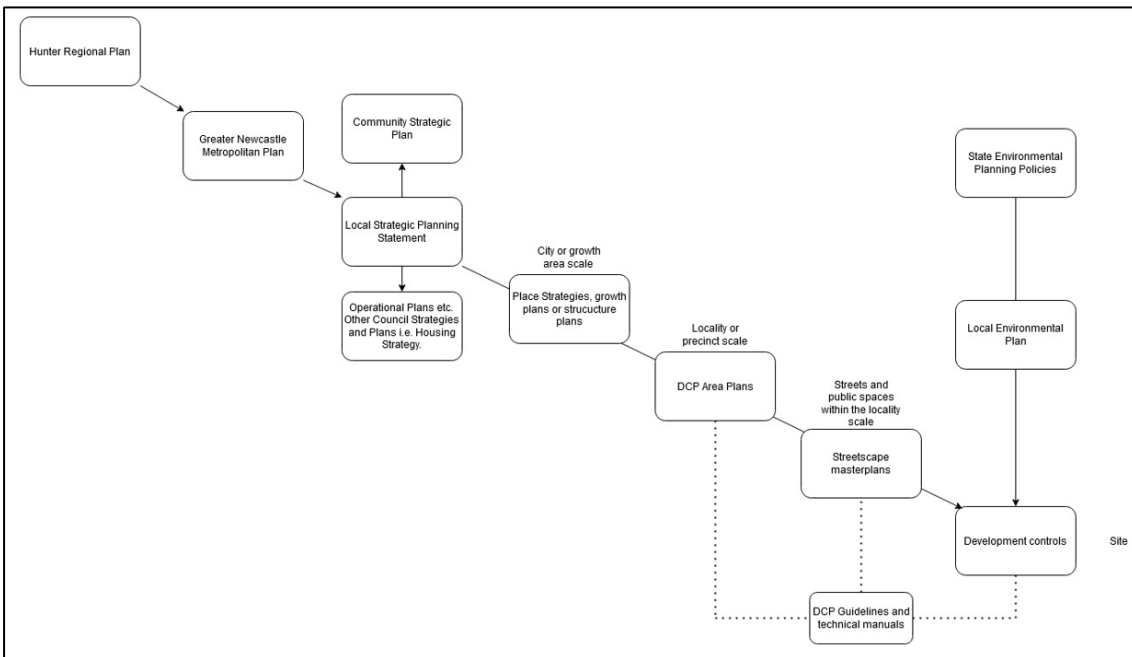 Hunter Regional Plan
Greater Newcastle
Metropolitan Plan
Community Strategic
Plan
State Environmental
Planning Policies
Local Strategic Planning
Statement
City or growth
area scale
Place Strategies, growth
plans or strucucture
plans
Operational Plans etc.
Other Council Strategies
and Plans i.e. Housing
Strategy.
Local Environmental
Plan
Locality or
precinct scale
DCP Area Plans
Streets and
public spaces
within the locality
scale
Streetscape
masterplans
Development controls
Site
DCP Guidelines and
technical manuals